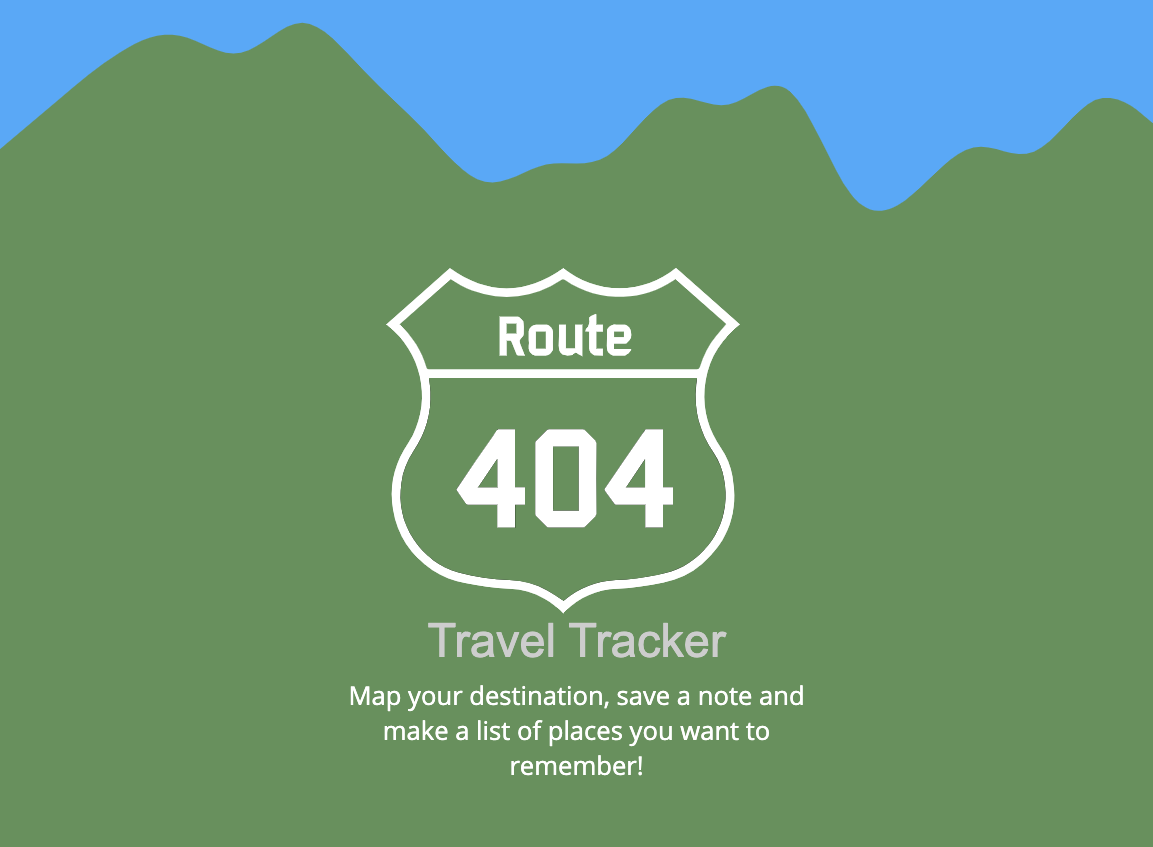 Route
404
Travel Tracker
Map your destination, save a note and
make a list of places you want to
remember!